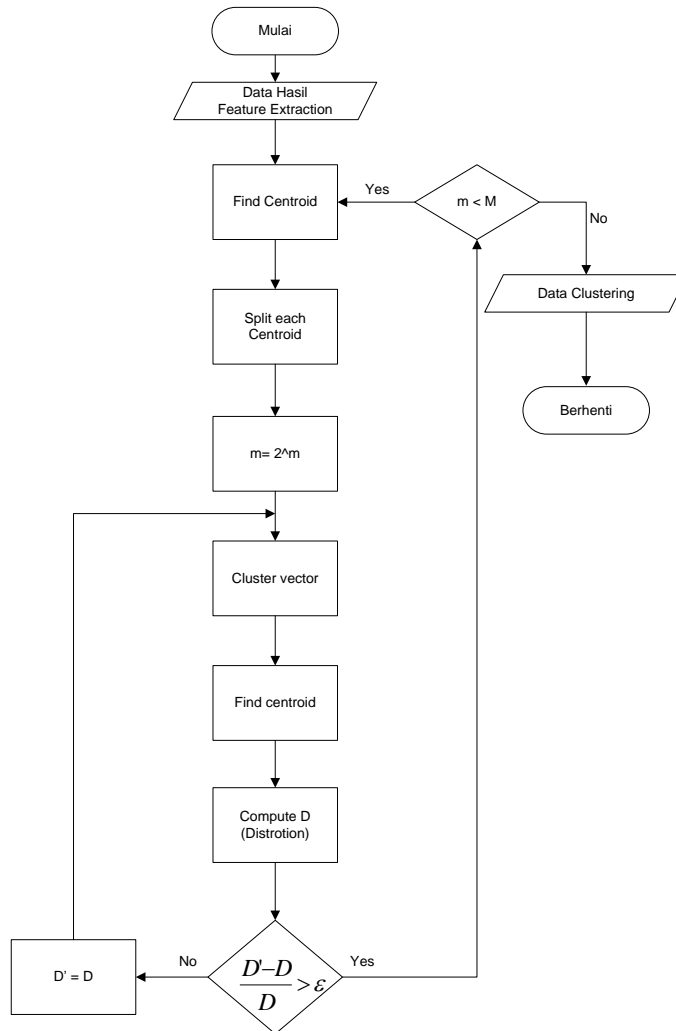 Mulai
Data Hasil
Feature Extraction
Find Centroid
Yes
m < M
No
Split each
Centroid
Data Clustering
Berhenti
m= 2^m
Cluster vector
Find centroid
Compute D
(Distrotion)
D' = D
No
D'-D
D
> ε
Yes